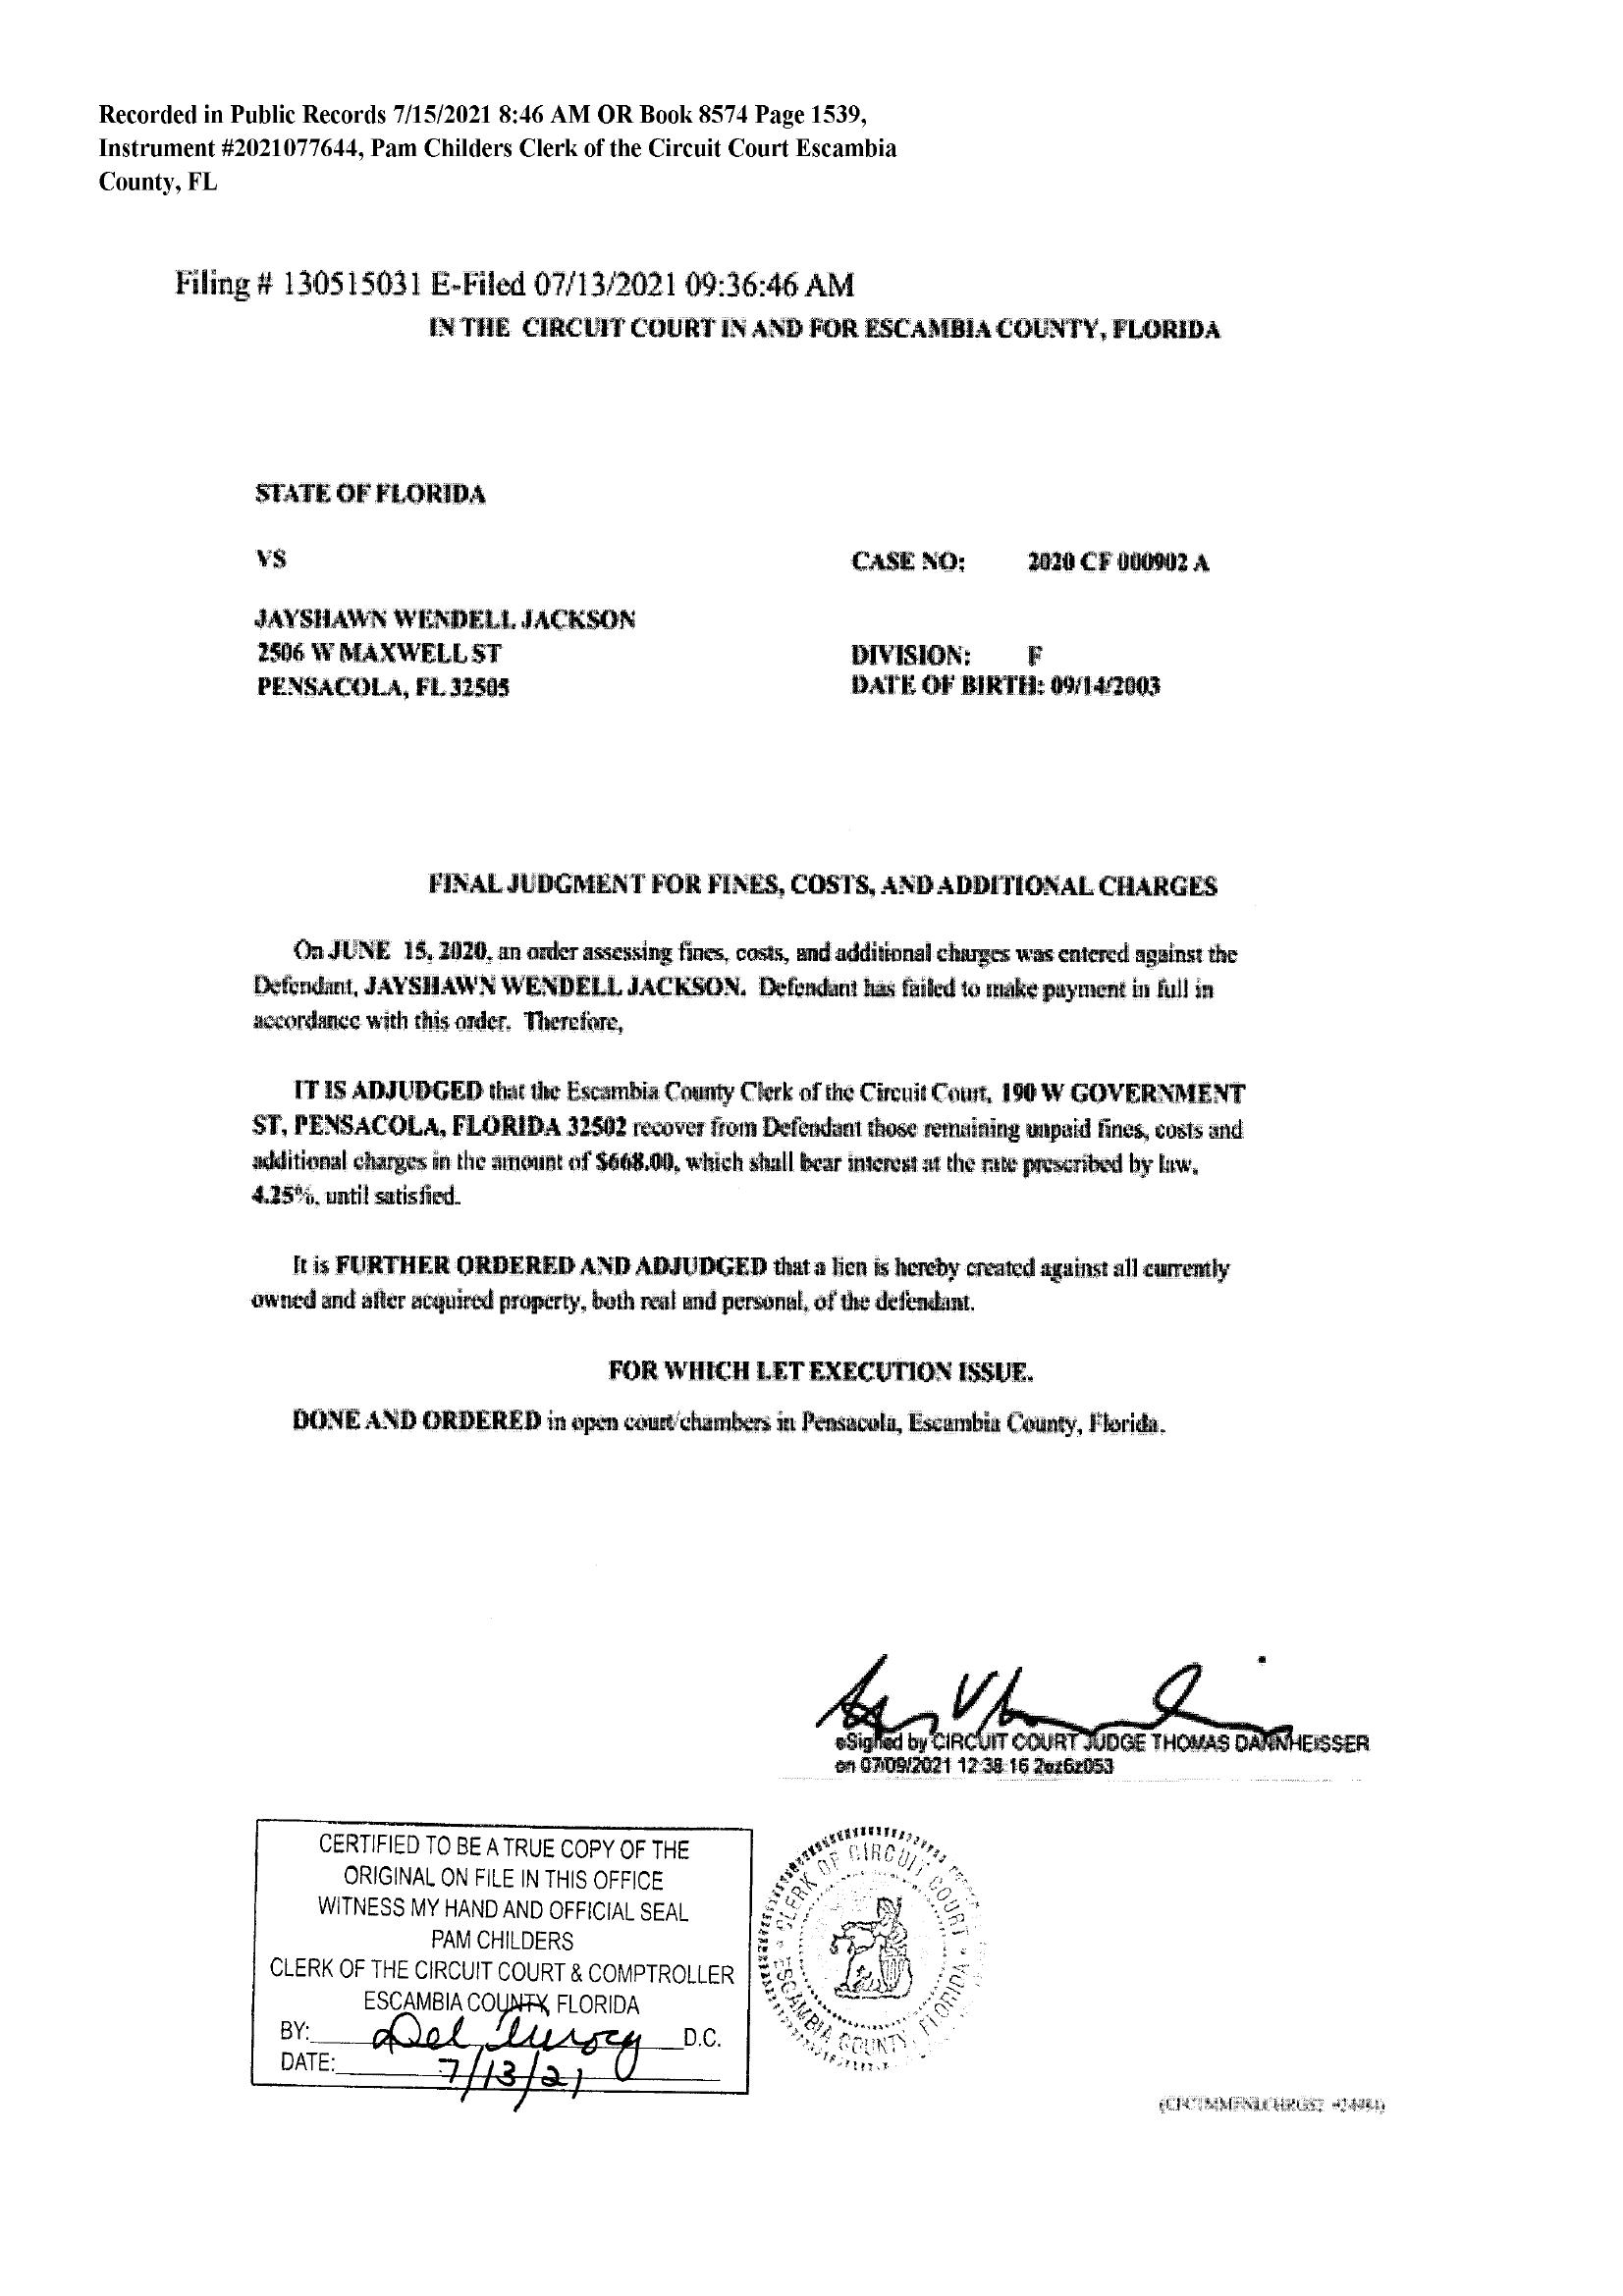 Recorded in Public Records 7/15/2021 8:46 AM OR Book 8574 Page 1539,
Instrument #2021077644, Pam Childers Clerk of the Circuit Court Escambia
County, FL
Filing # 130515031 E-Filed 07/13/2021 09:36:46 AM
IN THE CIRCUIT COURT IN AND FOR ESCAMBIA COUNTY, FLORIDA
STATE OF FLORIDA
VS
CASE NO: 2020 CF 000902 A
JAYSHAWN WENDELL JACKSON
2506 W MAXWELL ST
DIVISION: F
PENSACOLA, FL 32505
DATE OF BIRTH: 09/14/2003
FINAL JUDGMENT FOR FINES, COSTS, AND ADDITIONAL CHARGES
On JUNE 15, 2020, an order assessing fines, costs, and additional charges was entered against the
Defendant, JAYSHAWN WENDELL JACKSON. Defendant has failed to make payment in full in
accordance with this order. Therefore,
IT IS ADJUDGED that the Escambia County Clerk of the Circuit Court, 190 W GOVERNMENT
ST, PENSACOLA, FLORIDA 32502 recover from Defendant those remaining unpaid fines, costs and
additional charges in the amount of $668.00, which shall bear interest at the rate prescribed by law,
4.25%, until satisfied.
It is FURTHER ORDERED AND ADJUDGED that a lien is hereby created against all currently
owned and after acquired property, both real and personal, of the defendant.
FOR WHICH LET EXECUTION ISSUE.
DONE AND ORDERED in open court/chambers in Pensacola, Escambia County, Florida.
eSigned by CIRCUIT COURT JUDGE THOMAS DANNHEISSER
on 07/09/2021 12:38:16 2ez6z053
CERTIFIED TO BE A TRUE COPY OF THE
ORIGINAL ON FILE IN THIS OFFICE
WITNESS MY HAND AND OFFICIAL SEAL
PAM CHILDERS
CLERK OF THE CIRCUIT COURT & COMPTROLLER
ESCAMBIA COUNTY, FLORIDA
BY: D.C.
DATE: 7/13/21
CLERK OF CIRCUIT COURT
ESCAMBIA COUNTY, FLORIDA